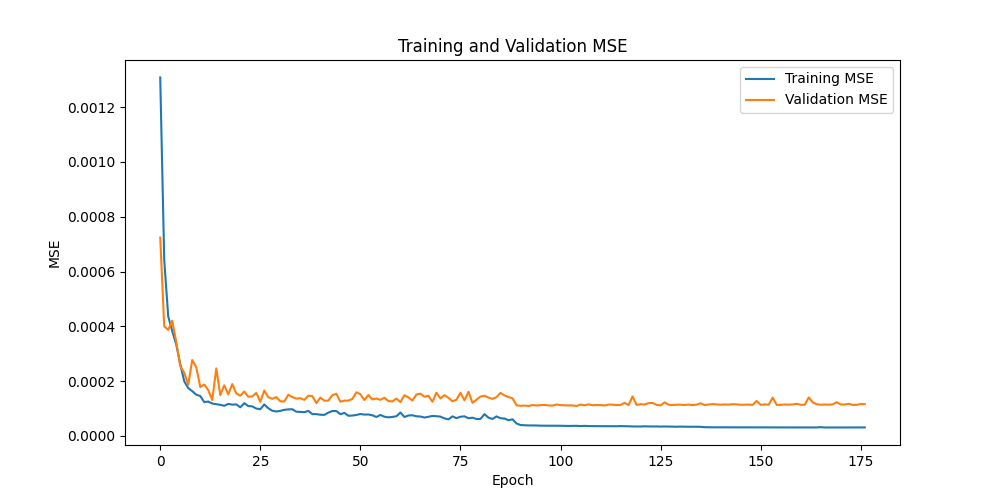 Training and Validation MSE
Training MSE
Validation MSE
MSE
0.0012
0.0010
0.0008
0.0006
0.0004
0.0002
0.0000
0 25 50 75 100 125 150 175
Epoch